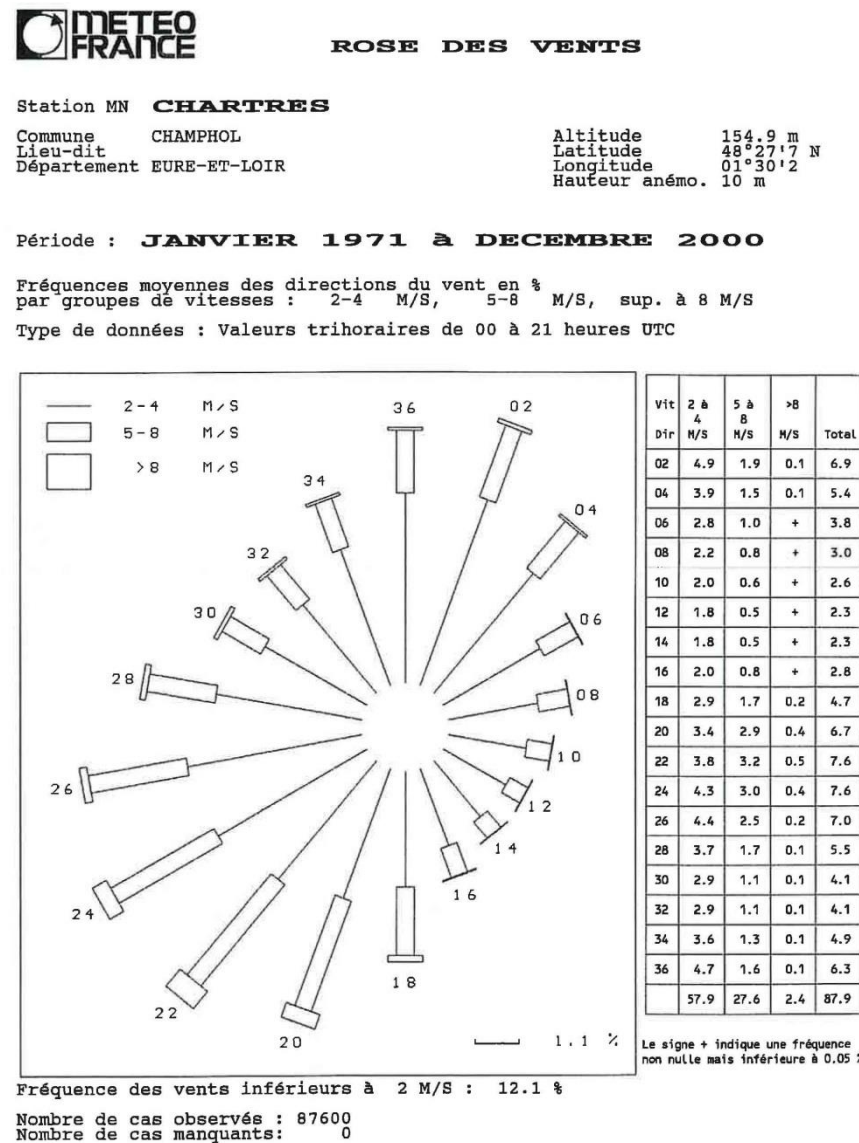 METEO
FRANCE
ROSE DES VENTS
Station MN CHARTRES
Commune CHAMPHOL
Lieu-dit
Département EURE-ET-LOIR
Altitude 154.9 m
Latitude 48°27'7 N
Longitude 01°30'2
Hauteur anémo. 10 m
Période : JANVIER 1971 à DECEMBRE 2000
Fréquences moyennes des directions du vent en %
par groupes de vitesses : 2-4 M/S, 5-8 M/S, sup. à 8 M/S
Type de données : Valeurs trihoraires de 00 à 21 heures UTC
2-4 M/S
5-8 M/S
>8 M/S
36
02
34
04
32
30
06
28
08
26
10
12
24
14
16
22
18
20
1.1 %
Vit 2 à 5 à >8
4 8
Dir M/S M/S M/S Total
02 4.9 1.9 0.1 6.9
04 3.9 1.5 0.1 5.4
06 2.8 1.0 + 3.8
08 2.2 0.8 + 3.0
10 2.0 0.6 + 2.6
12 1.8 0.5 + 2.3
14 1.8 0.5 + 2.3
16 2.0 0.8 + 2.8
18 2.9 1.7 0.2 4.7
20 3.4 2.9 0.4 6.7
22 3.8 3.2 0.5 7.6
24 4.3 3.0 0.4 7.6
26 4.4 2.5 0.2 7.0
28 3.7 1.7 0.1 5.5
30 2.9 1.1 0.1 4.1
32 2.9 1.1 0.1 4.1
34 3.6 1.3 0.1 4.9
36 4.7 1.6 0.1 6.3
57.9 27.6 2.4 87.9
Le signe + indique une fréquence
non nulle mais inférieure à 0.05 %
Fréquence des vents inférieurs à 2 M/S : 12.1 %
Nombre de cas observés : 87600
Nombre de cas manquants: 0